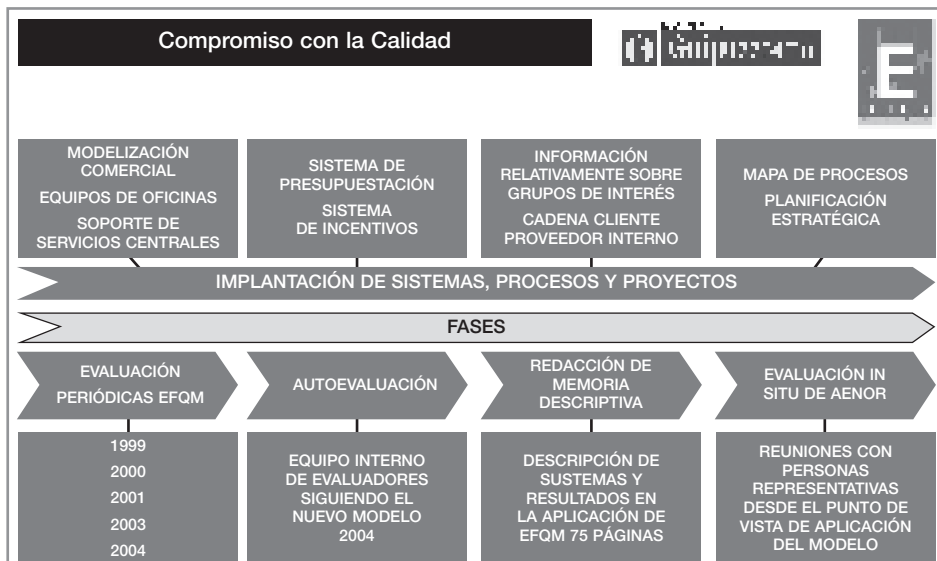 Compromiso con la Calidad
E
MODELIZACIÓN
COMERCIAL
EQUIPOS DE OFICINAS
SOPORTE DE
SERVICIOS CENTRALES
SISTEMA DE
PRESUPUESTACIÓN
SISTEMA
DE INCENTIVOS
INFORMACIÓN
RELATIVAMENTE SOBRE
GRUPOS DE INTERÉS
CADENA CLIENTE
PROVEEDOR INTERNO
MAPA DE PROCESOS
PLANIFICACIÓN
ESTRATÉGICA
IMPLANTACIÓN DE SISTEMAS, PROCESOS Y PROYECTOS
FASES
EVALUACIÓN
PERIÓDICAS EFQM
AUTOEVALUACIÓN
REDACCIÓN DE
MEMORIA
DESCRIPTIVA
EVALUACIÓN IN
SITU DE AENOR
1999
2000
2001
2003
2004
EQUIPO INTERNO
DE EVALUADORES
SIGUIENDO EL
NUEVO MODELO
2004
DESCRIPCIÓN DE
SUSTEMAS Y
RESULTADOS EN
LA APLICACIÓN DE
EFQM 75 PÁGINAS
REUNIONES CON
PERSONAS
REPRESENTATIVAS
DESDE EL PUNTO DE
VISTA DE APLICACIÓN
DEL MODELO